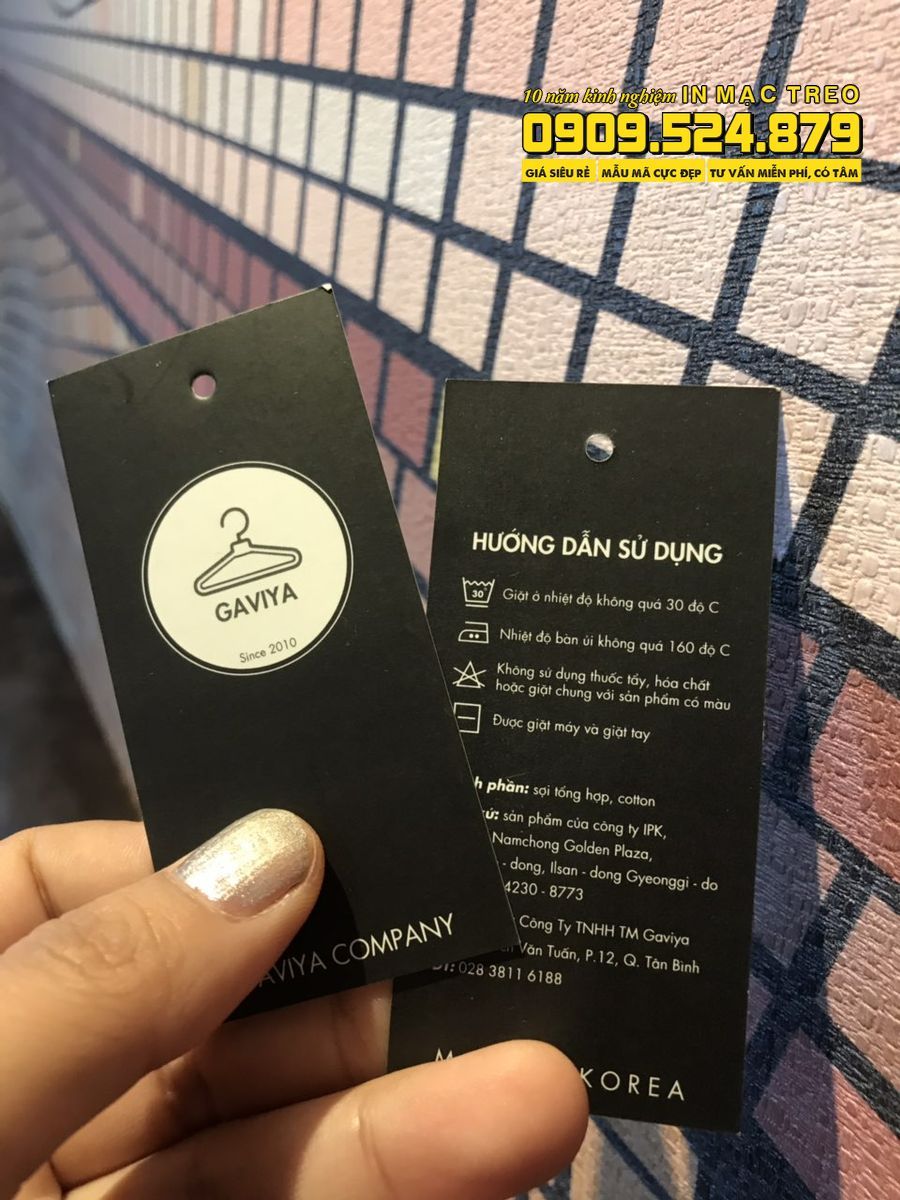 10 năm kinh nghiệm IN MẠC TREO
0909.524.879
GIÁ SIÊU RẺ MẪU MÃ CỰC ĐẸP TƯ VẤN MIỄN PHÍ, CÓ TÂM
GAVIYA
Since 2010
AVIYA COMPANY
HƯỚNG DẪN SỬ DỤNG
30°
Giặt ở nhiệt độ không quá 30 độ C
Nhiệt độ bàn ủi không quá 160 độ C
Không sử dụng thuốc tẩy, hóa chất
hoặc giặt chung với sản phẩm có màu
Được giặt máy và giặt tay
phần: sợi tổng hợp, cotton
xứ: sản phẩm của công ty IPK,
Namchong Golden Plaza,
- dong, Ilsan - dong Gyeonggi - do
4230 - 8773
Công Ty TNHH TM Gaviya
Văn Tuấn, P.12, Q. Tân Bình
ĐT: 028 3811 6188
KOREA